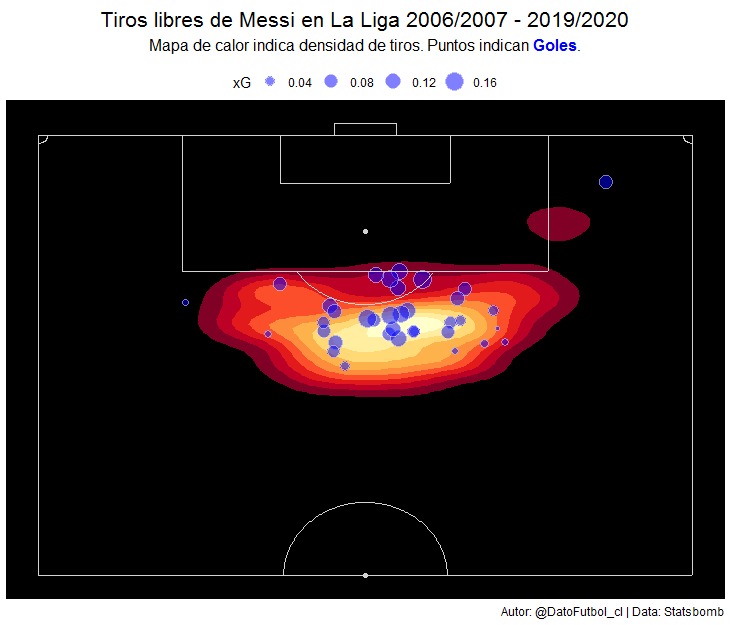 Tiros libres de Messi en La Liga 2006/2007 - 2019/2020
Mapa de calor indica densidad de tiros. Puntos indican Goles.
xG 0.04 0.08 0.12 0.16
Autor: @DatoFutbol_cl | Data: Statsbomb